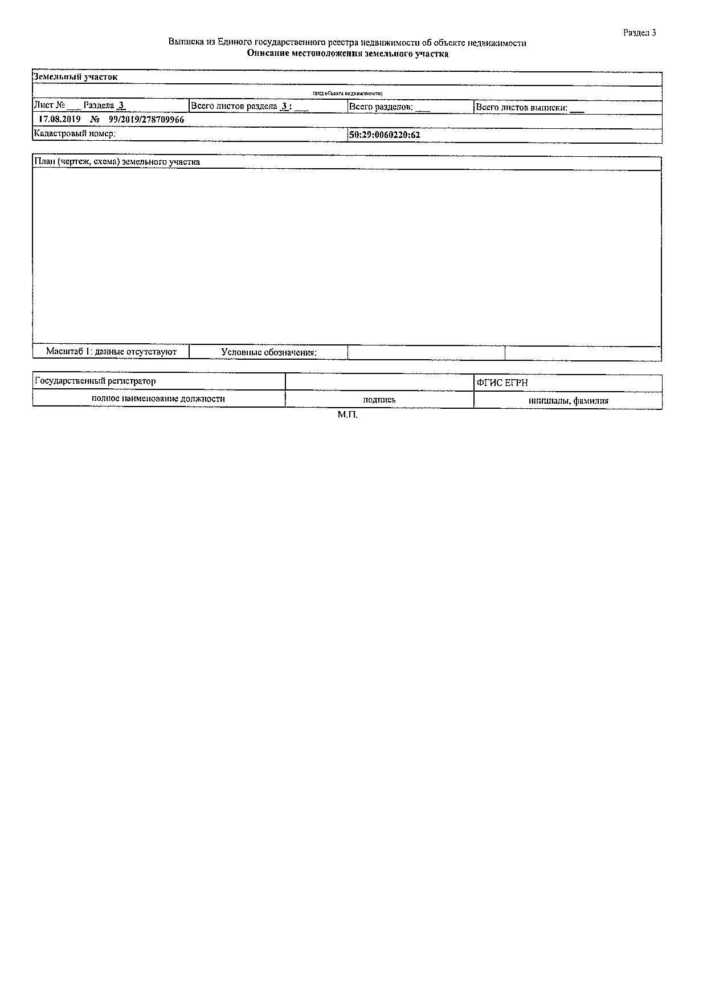 Раздел 3
Выписка из Единого государственного реестра недвижимости об объекте недвижимости
Описание местоположения земельного участка
Земельный участок
(вид объекта недвижимости)
Лист № ___ Раздела 3 Всего листов раздела 3 : ___ Всего разделов: ___ Всего листов выписки: ___
17.08.2019 № 99/2019/278709966
Кадастровый номер: 50:29:0060220:62
План (чертеж, схема) земельного участка
Масштаб 1: данные отсутствуют Условные обозначения:
Государственный регистратор ФГИС ЕГРН
полное наименование должности подпись инициалы, фамилия
М.П.